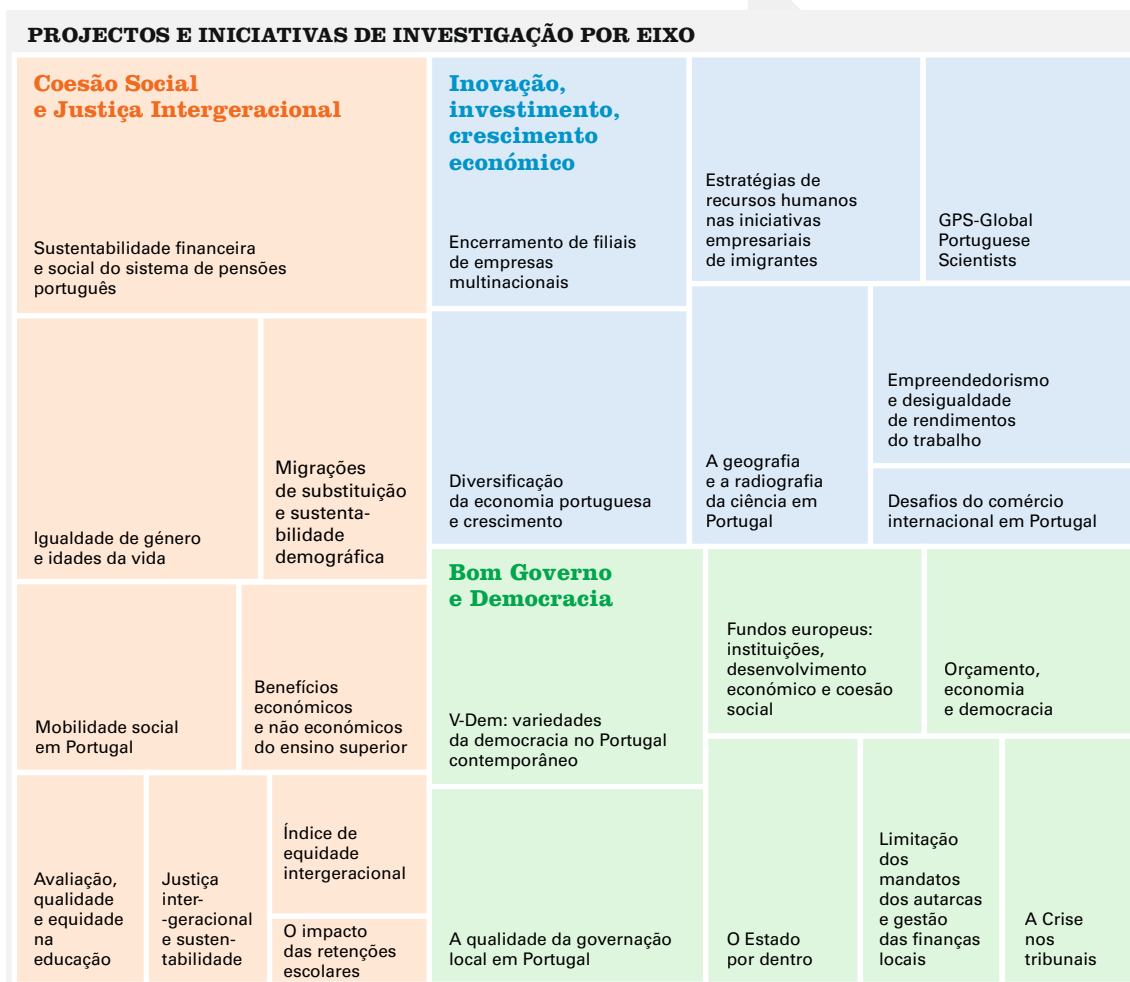 PROJECTOS E INICIATIVAS DE INVESTIGAÇÃO POR EIXO
Coesão Social
e Justiça Intergeracional
Sustentabilidade financeira
e social do sistema de pensões
português
Igualdade de género
e idades da vida
Migrações
de substituição
e sustenta-
bilidade
demográfica
Mobilidade social
em Portugal
Benefícios
económicos
e não económicos
do ensino superior
Avaliação,
qualidade
e equidade
na
educação
Justiça
inter-
-geracional
e susten-
tabilidade
Índice de
equidade
intergeracional
O impacto
das retenções
escolares
Inovação,
investimento,
crescimento
económico
Encerramento de filiais
de empresas
multinacionais
Estratégias de
recursos humanos
nas iniciativas
empresariais
de imigrantes
GPS-Global
Portuguese
Scientists
Diversificação
da economia portuguesa
e crescimento
A geografia
e a radiografia
da ciência em
Portugal
Empreendedorismo
e desigualdade
de rendimentos
do trabalho
Desafios do comércio
internacional em Portugal
Bom Governo
e Democracia
V-Dem: variedades
da democracia no Portugal
contemporâneo
Fundos europeus:
instituições,
desenvolvimento
económico e coesão
social
Orçamento,
economia
e democracia
A qualidade da governação
local em Portugal
O Estado
por dentro
Limitação
dos
mandatos
dos autarcas
e gestão
das finanças
locais
A Crise
nos
tribunais